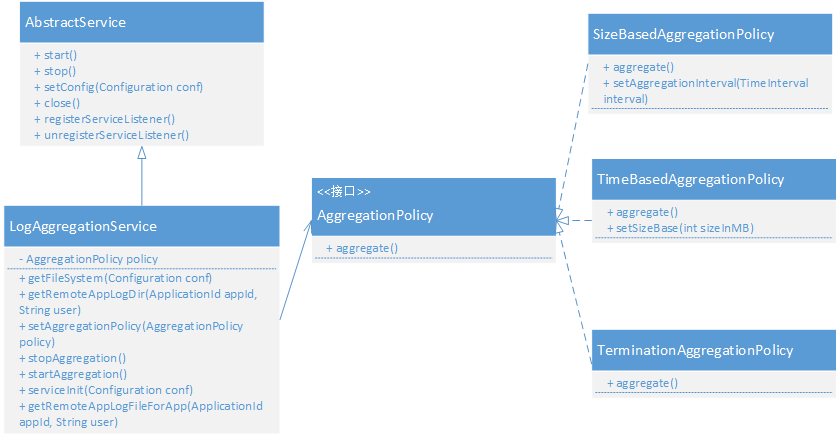 AbstractService
+ start()
+ stop()
+ setConfig(Configuration conf)
+ close()
+ registerServiceListener()
+ unregisterServiceListener()
LogAggregationService
- AggregationPolicy policy
+ getFileSystem(Configuration conf)
+ getRemoteAppLogDir(ApplicationId appId,
String user)
+ setAggregationPolicy(AggregationPolicy
policy)
+ stopAggregation()
+ startAggregation()
+ serviceInit(Configuration conf)
+ getRemoteAppLogFileForApp(ApplicationId
appId, String user)
<<接口>>
AggregationPolicy
+ aggregate()
SizeBasedAggregationPolicy
+ aggregate()
+ setAggregationInterval(TimeInterval
interval)
TimeBasedAggregationPolicy
+ aggregate()
+ setSizeBase(int sizeInMB)
TerminationAggregationPolicy
+ aggregate()